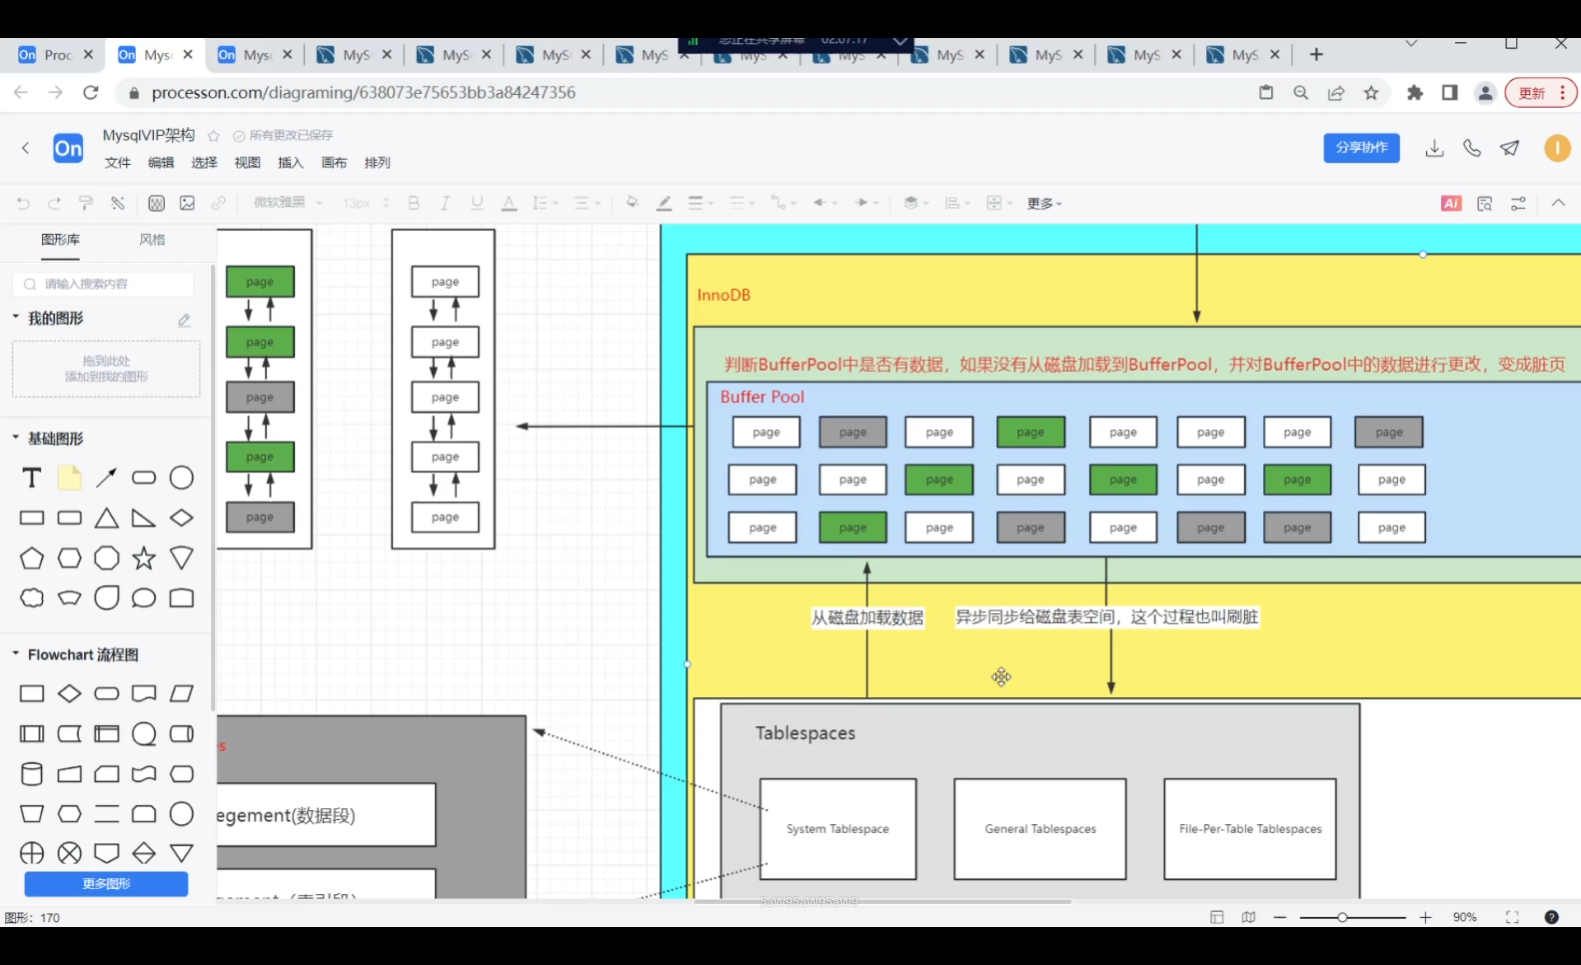 Proc
Mys
Mysc
MyS
MyS
MyS
MyS
MyS
MyS
MyS
MyS
您正在共享屏幕 02:07:17
processon.com/diagraming/638073e75653bb3a84247356
更新
On
MysqlVIP架构
所有更改已保存
文件 编辑 选择 视图 插入 画布 排列
分享协作
微软雅黑 13px
更多
图形库 风格
请输入搜索内容
我的图形
拖到此处
添加到我的图形
基础图形
Flowchart 流程图
更多图形
page
page
page
page
page
page
page
page
page
page
InnoDB
判断BufferPool中是否有数据，如果没有从磁盘加载到BufferPool，并对BufferPool中的数据进行更改，变成脏页
Buffer Pool
page page page page page page page page
page page page page page page page page
page page page page page page page page
从磁盘加载数据
异步同步给磁盘表空间，这个过程也叫刷脏
Tablespaces
System Tablespace
General Tablespaces
File-Per-Table Tablespaces
s
egement(数据段)
图形：170
90%